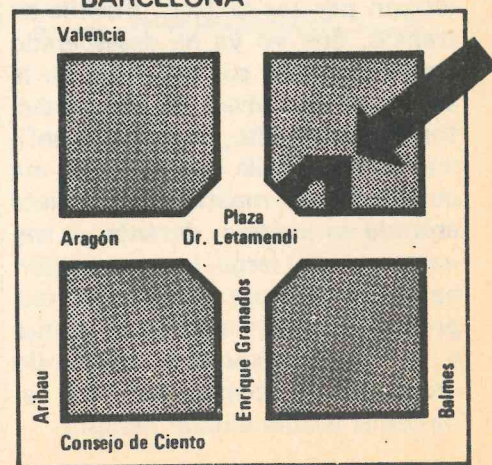 BARCELONA
Valencia
Plaza
Aragón Dr. Letamendi
Enrique Granados
Aribau
Balmes
Consejo de Ciento